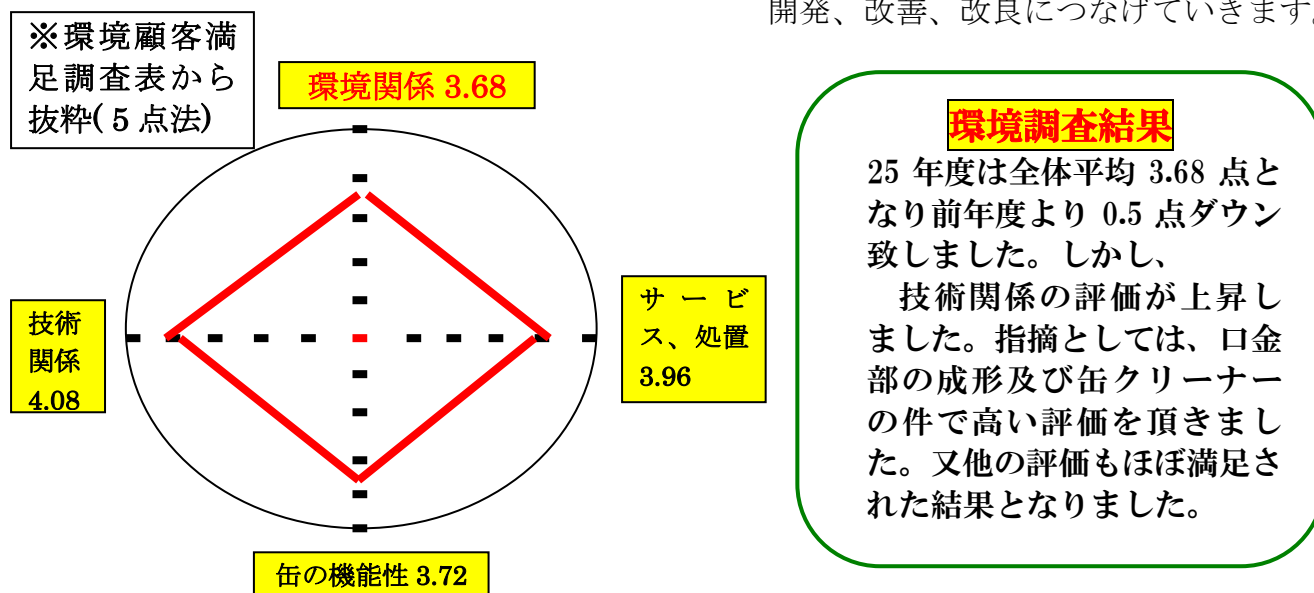 開発、改善、改良につなげていきます。
※環境顧客満
足調査表から
抜粋(5点法)
環境関係 3.68
技術
関係
4.08
サービ
ス、処置
3.96
缶の機能性 3.72
環境調査結果
25 年度は全体平均 3.68 点と
なり前年度より 0.5 点ダウン
致しました。しかし、
技術関係の評価が上昇し
ました。指摘としては、口金
部の成形及び缶クリーナー
の件で高い評価を頂きまし
た。又他の評価もほぼ満足さ
れた結果となりました。